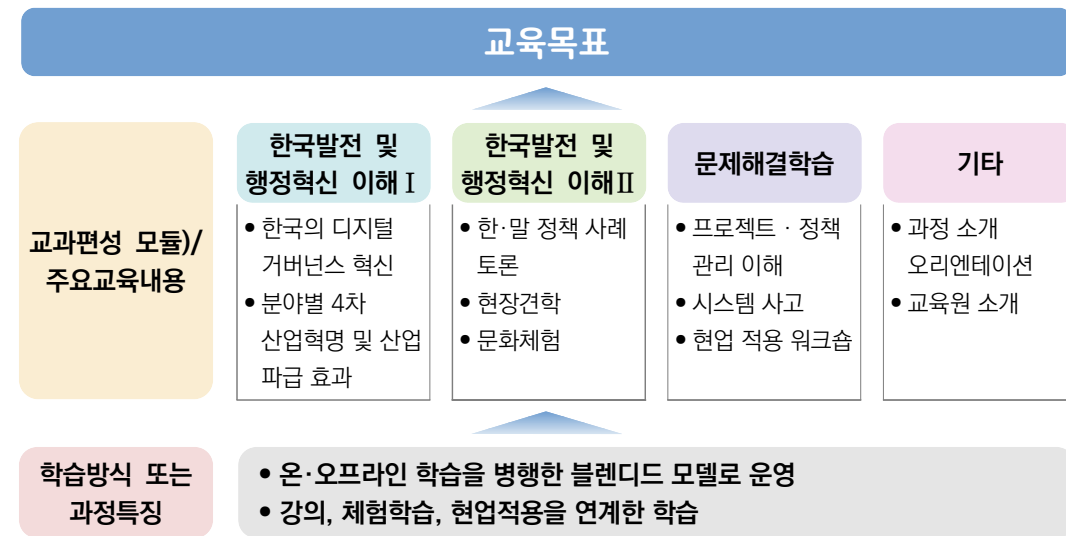 교육목표
교과편성 모듈)/
주요교육내용
한국발전 및
행정혁신 이해Ⅰ
• 한국의 디지털
거버넌스 혁신
• 분야별 4차
산업혁명 및 산업
파급 효과
한국발전 및
행정혁신 이해Ⅱ
• 한·말 정책 사례
토론
• 현장견학
• 문화체험
문제해결학습
• 프로젝트 · 정책
관리 이해
• 시스템 사고
• 현업 적용 워크숍
기타
• 과정 소개
오리엔테이션
• 교육원 소개
학습방식 또는
과정특징
• 온·오프라인 학습을 병행한 블렌디드 모델로 운영
• 강의, 체험학습, 현업적용을 연계한 학습